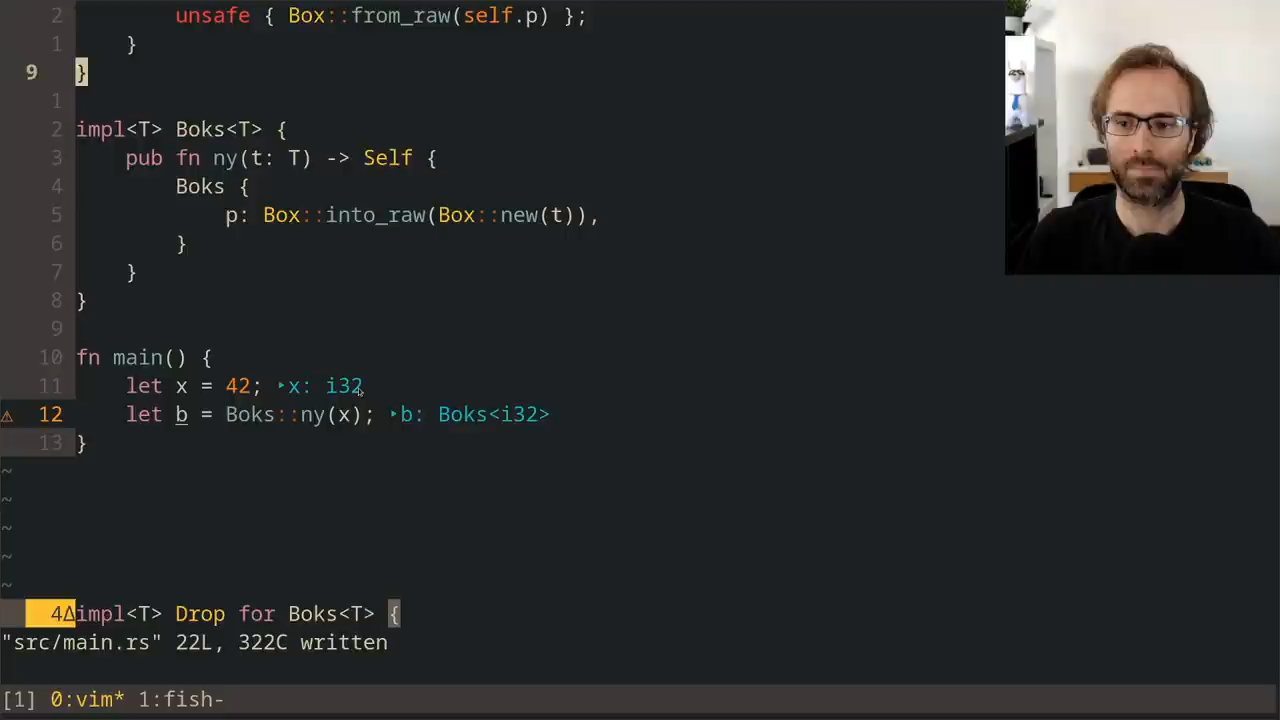 2 unsafe { Box::from_raw(self.p) };
1 }
9 }
1
2 impl<T> Boks<T> {
3 pub fn ny(t: T) -> Self {
4 Boks {
5 p: Box::into_raw(Box::new(t)),
6 }
7 }
8 }
9
10 fn main() {
11 let x = 42; ‣x: i32
⚠ 12 let b = Boks::ny(x); ‣b: Boks<i32>
13 }
~
~
~
~
~
4Δimpl<T> Drop for Boks<T> {
"src/main.rs" 22L, 322C written
[1] 0:vim* 1:fish-